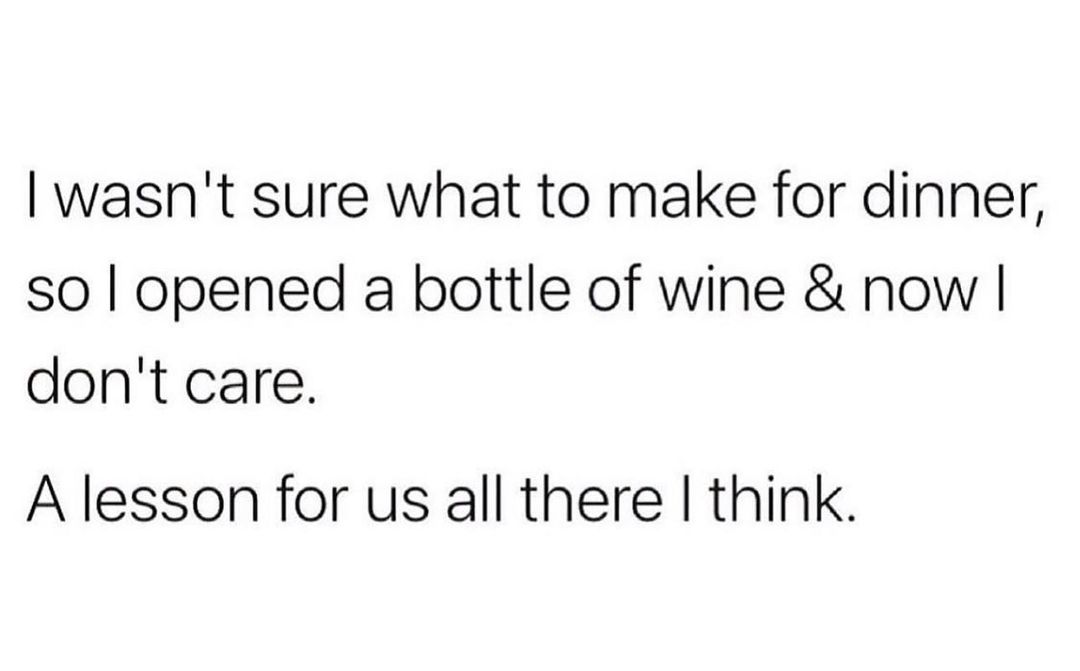 I wasn't sure what to make for dinner,
so I opened a bottle of wine & now I
don't care.
A lesson for us all there I think.